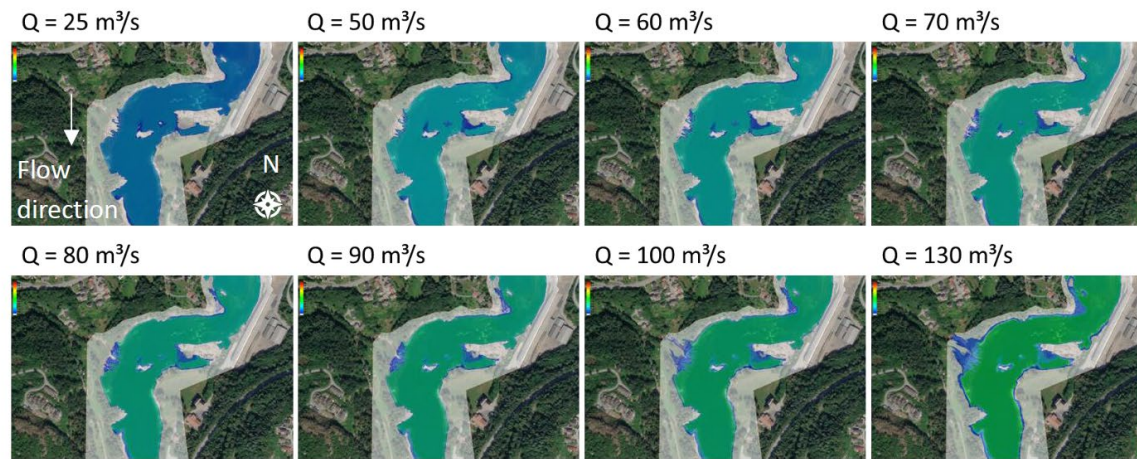 Q = 25 m³/s
Q = 50 m³/s
Q = 60 m³/s
Q = 70 m³/s
Flow
direction
N
Q = 80 m³/s
Q = 90 m³/s
Q = 100 m³/s
Q = 130 m³/s